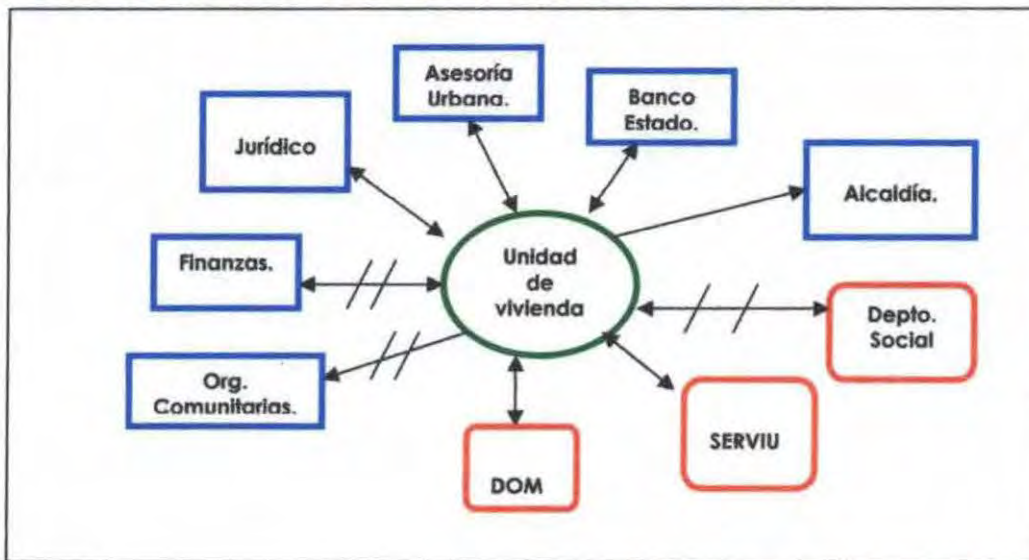 Asesoría
Urbana.
Banco
Estado.
Jurídico
Alcaldía.
Finanzas.
Unidad
de
vivienda
Depto.
Social
Org.
Comunitarias.
SERVIU
DOM